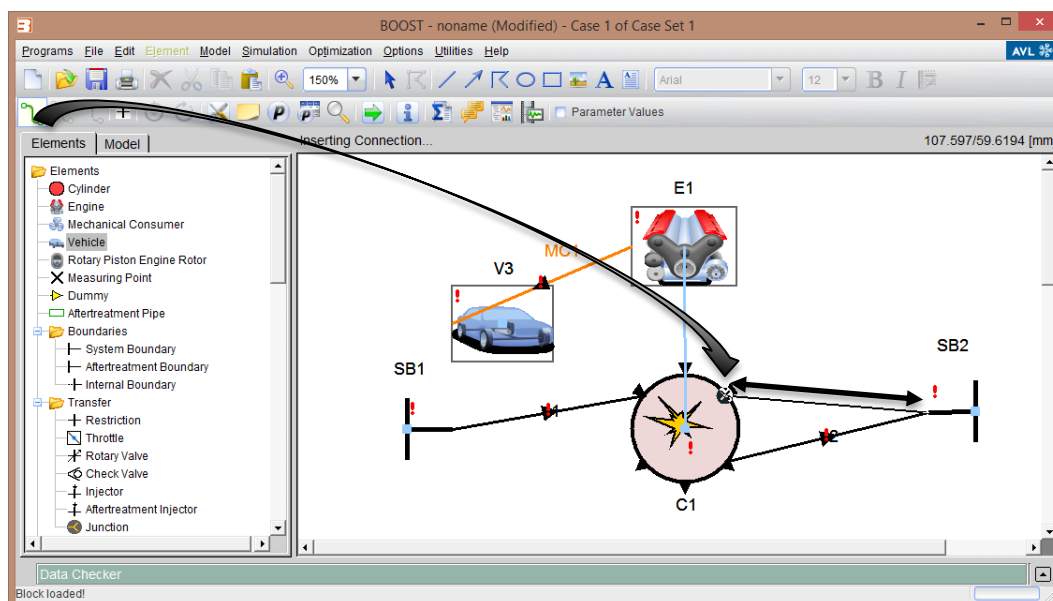 BOOST - noname (Modified) - Case 1 of Case Set 1
Programs File Edit Element Model Simulation Optimization Options Utilities Help
AVL
150%
A
Arial
12
B I
P
P
i
Σ
Parameter Values
Elements Model
Inserting Connection...
107.597/59.6194 [mm
Elements
Cylinder
Engine
Mechanical Consumer
Vehicle
Rotary Piston Engine Rotor
Measuring Point
Dummy
Aftertreatment Pipe
Boundaries
System Boundary
Aftertreatment Boundary
Internal Boundary
Transfer
Restriction
Throttle
Rotary Valve
Check Valve
Injector
Aftertreatment Injector
Junction
E1
MC1
V3
SB1
SB2
C1
Data Checker
Block loaded!